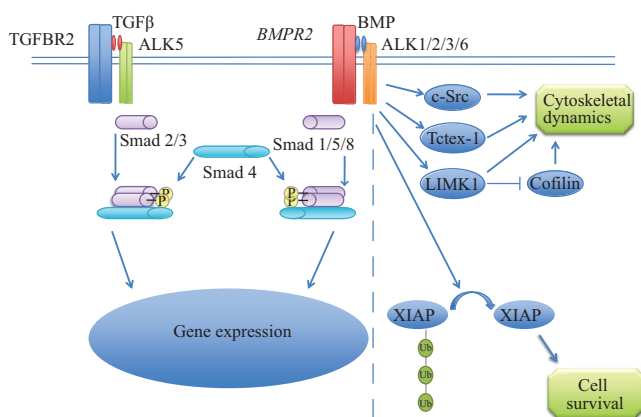 TGFβ
TGFBR2
ALK5
BMPR2
BMP
ALK1/2/3/6
c-Src
Cytoskeletal
dynamics
Tctex-1
Smad 2/3
Smad 1/5/8
Smad 4
LIMK1
Cofilin
P
P
P
P
XIAP
XIAP
Gene expression
Ub
Ub
Ub
Cell
survival